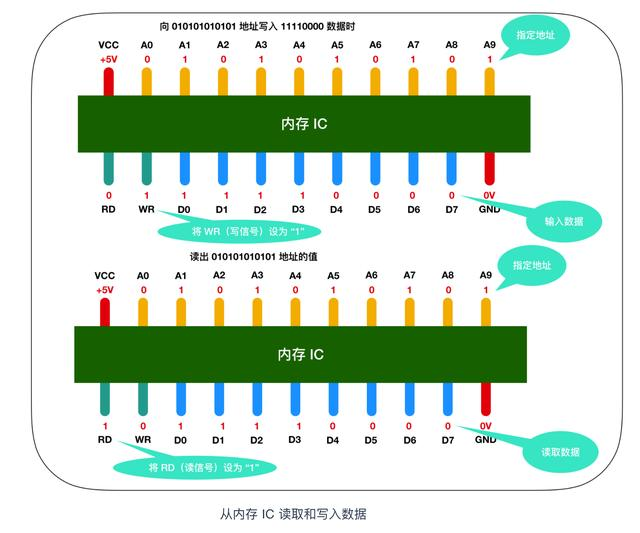 向 010101010101 地址写入 11110000 数据时
指定地址
VCC A0 A1 A2 A3 A4 A5 A6 A7 A8 A9
+5V 0 1 0 1 0 1 0 1 0 1
内存 IC
0 1 1 1 1 1 0 0 0 0 0V
RD WR D0 D1 D2 D3 D4 D5 D6 D7 GND
输入数据
将 WR（写信号）设为 “1”
读出 010101010101 地址的值
指定地址
VCC A0 A1 A2 A3 A4 A5 A6 A7 A8 A9
+5V 0 1 0 1 0 1 0 1 0 1
内存 IC
1 0 1 1 1 1 0 0 0 0 0V
RD WR D0 D1 D2 D3 D4 D5 D6 D7 GND
读取数据
将 RD（读信号）设为 “1”
从内存 IC 读取和写入数据